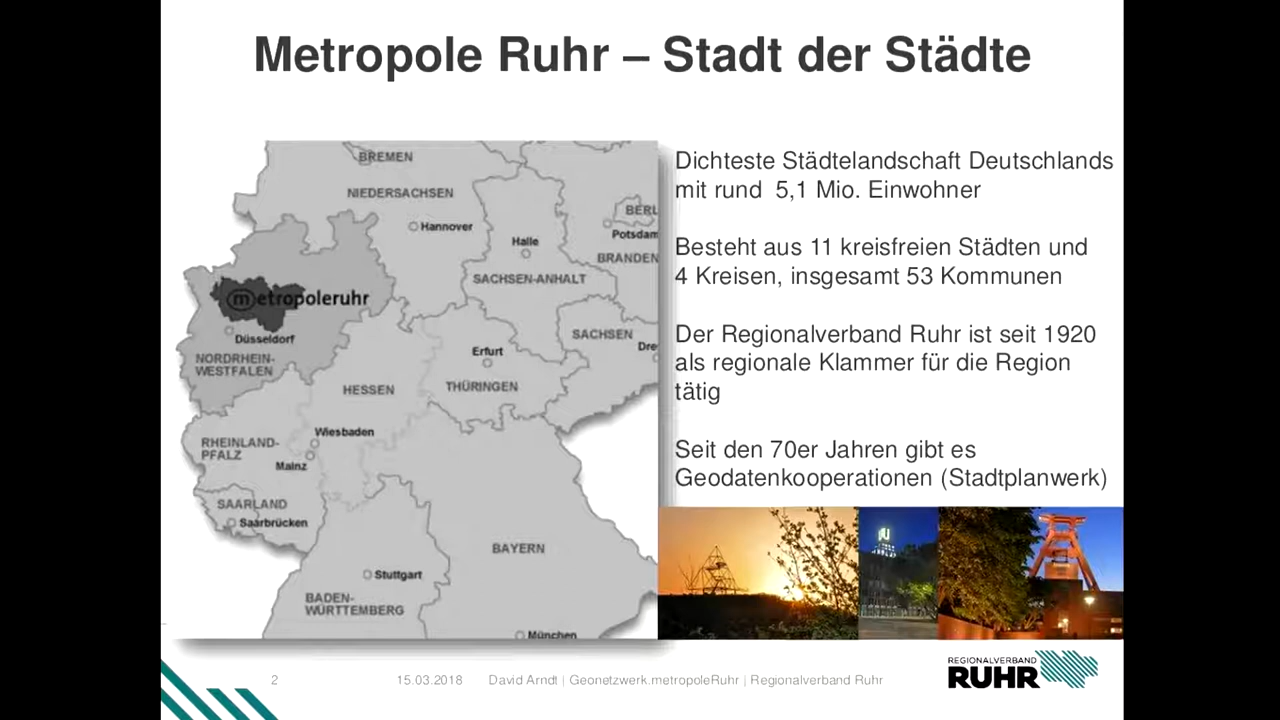 Metropole Ruhr – Stadt der Städte
BREMEN
NIEDERSACHSEN
Hannover
BERL
Potsdam
Halle
BRANDEN
SACHSEN-ANHALT
metropoleruhr
Düsseldorf
NORDRHEIN-
WESTFALEN
SACHSEN
Dre
Erfurt
THÜRINGEN
HESSEN
Wiesbaden
RHEINLAND-
PFALZ
Mainz
SAARLAND
Saarbrücken
BAYERN
Stuttgart
BADEN-
WÜRTTEMBERG
München
Dichteste Städtelandschaft Deutschlands
mit rund 5,1 Mio. Einwohner
Besteht aus 11 kreisfreien Städten und
4 Kreisen, insgesamt 53 Kommunen
Der Regionalverband Ruhr ist seit 1920
als regionale Klammer für die Region
tätig
Seit den 70er Jahren gibt es
Geodatenkooperationen (Stadtplanwerk)
2
15.03.2018
David Arndt | Geonetzwerk.metropoleRuhr | Regionalverband Ruhr
REGIONALVERBAND
RUHR